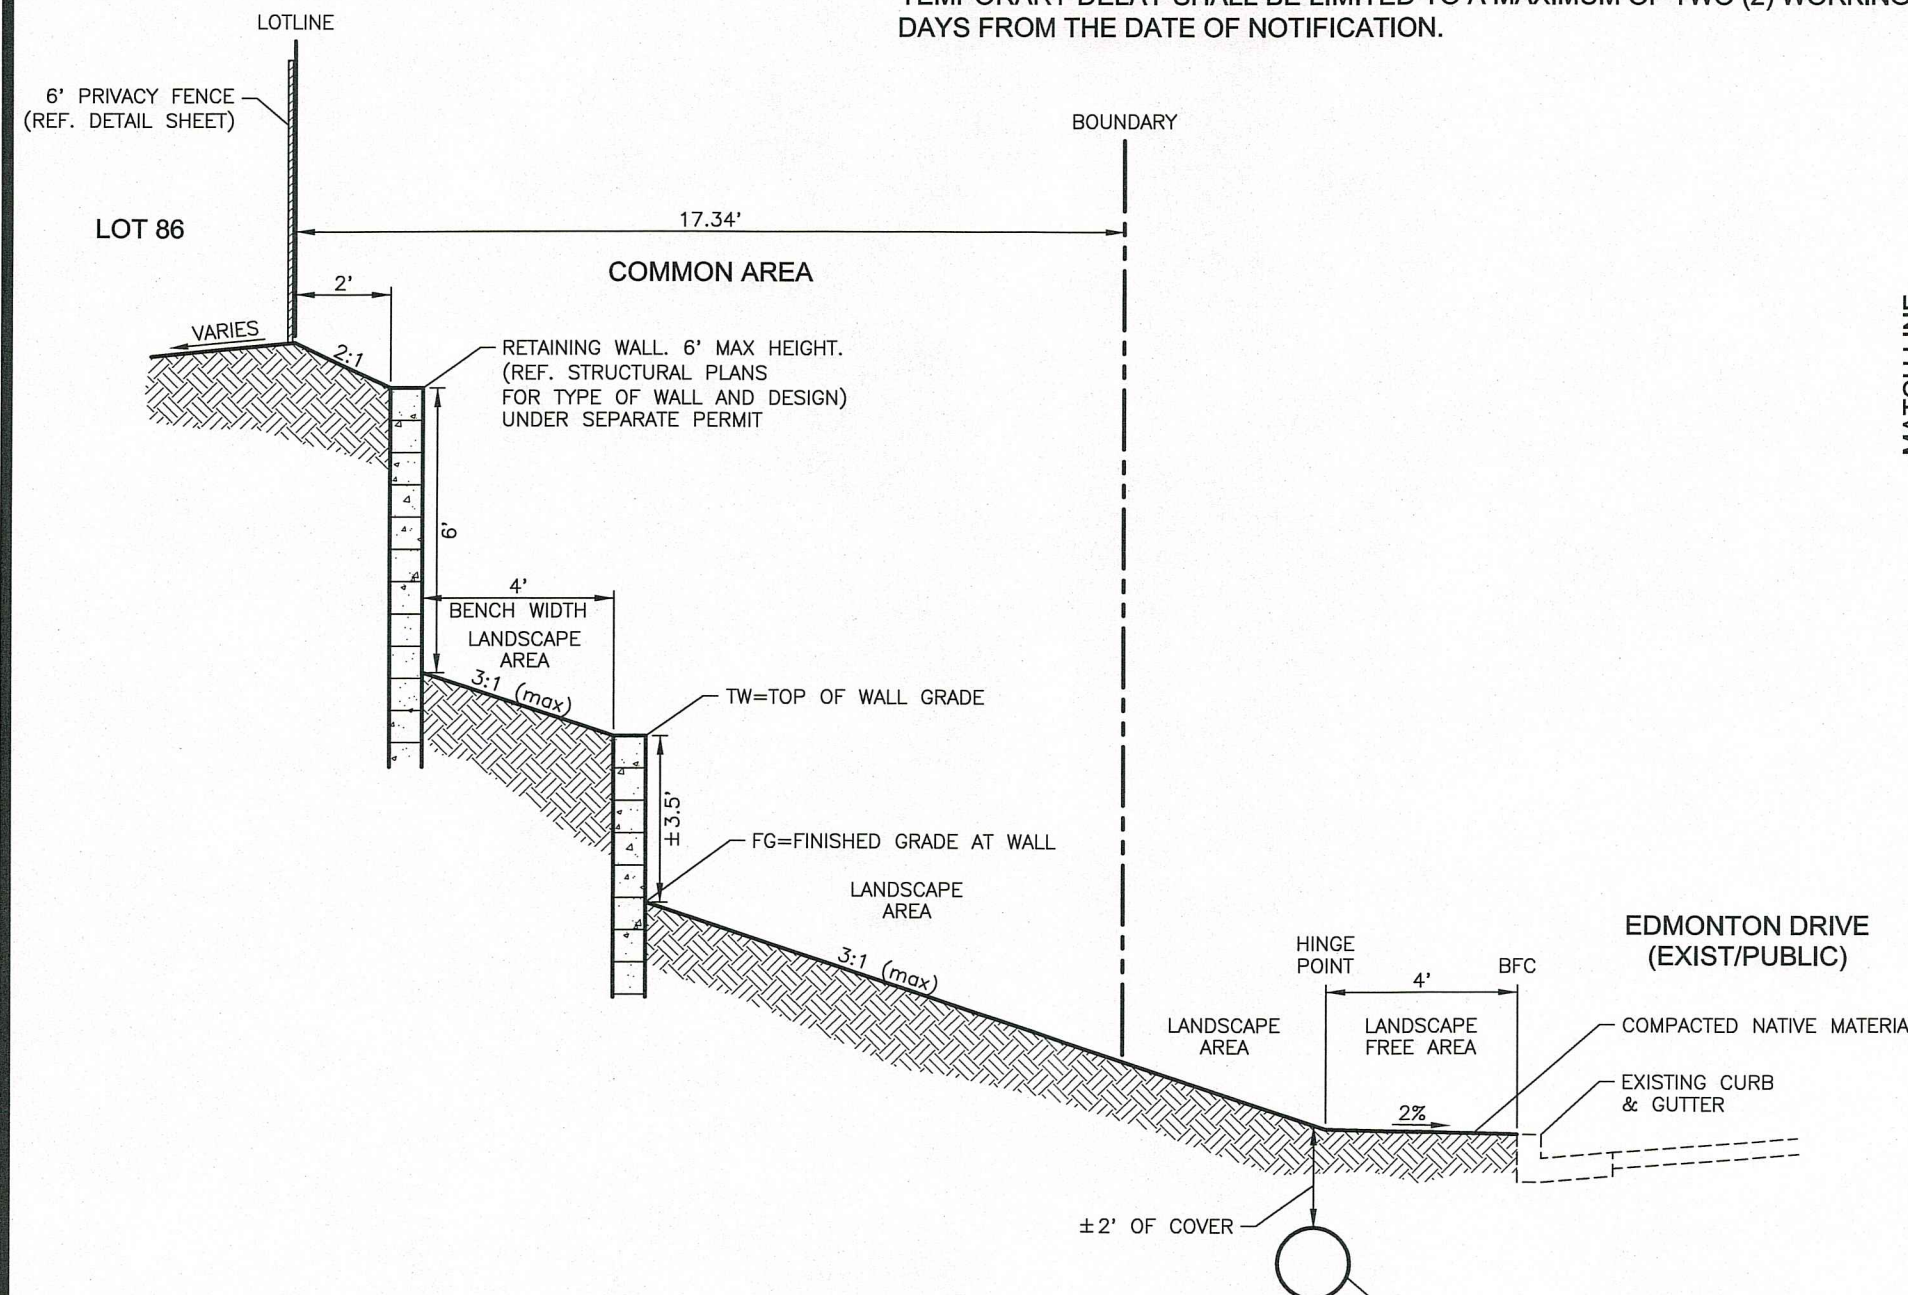 DAYS FROM THE DATE OF NOTIFICATION.
LOTLINE
6' PRIVACY FENCE
(REF. DETAIL SHEET)
BOUNDARY
LOT 86
17.34'
COMMON AREA
2'
VARIES
2:1
RETAINING WALL. 6' MAX HEIGHT.
(REF. STRUCTURAL PLANS
FOR TYPE OF WALL AND DESIGN)
UNDER SEPARATE PERMIT
6'
4'
BENCH WIDTH
LANDSCAPE
AREA
3:1 (max)
TW=TOP OF WALL GRADE
±3.5'
FG=FINISHED GRADE AT WALL
LANDSCAPE
AREA
3:1 (max)
HINGE
POINT
BFC
4'
EDMONTON DRIVE
(EXIST/PUBLIC)
LANDSCAPE
AREA
LANDSCAPE
FREE AREA
COMPACTED NATIVE MATERIA
EXISTING CURB
& GUTTER
2%
±2' OF COVER